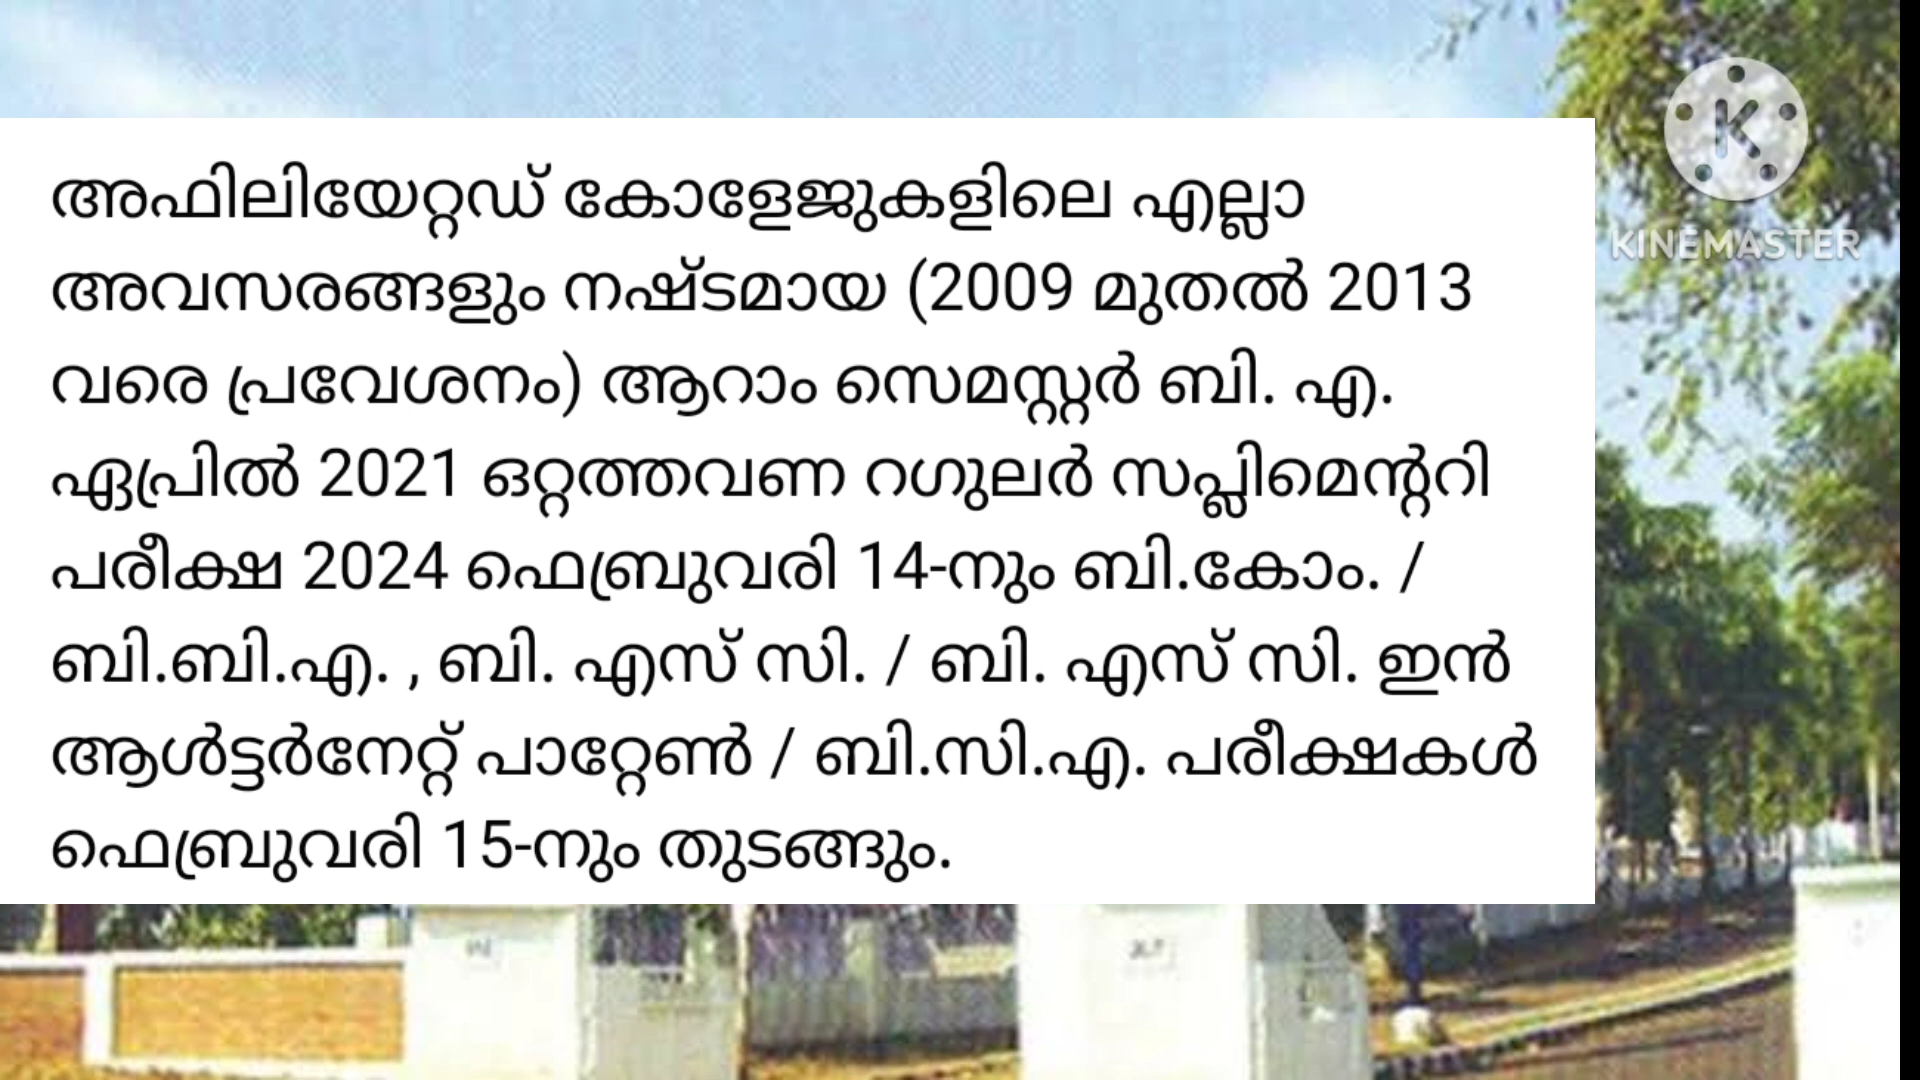 അഫിലിയേറ്റഡ് കോളേജുകളിലെ എല്ലാ
അവസരങ്ങളും നഷ്ടമായ (2009 മുതൽ 2013
വരെ പ്രവേശനം) ആറാം സെമസ്റ്റർ ബി. എ.
ഏപ്രിൽ 2021 ഒറ്റത്തവണ റഗുലർ സപ്ലിമെന്ററി
പരീക്ഷ 2024 ഫെബ്രുവരി 14-നും ബി.കോം. /
ബി.ബി.എ. , ബി. എസ് സി. / ബി. എസ് സി. ഇൻ
ആൾട്ടർനേറ്റ് പാറ്റേൺ / ബി.സി.എ. പരീക്ഷകൾ
ഫെബ്രുവരി 15-നും തുടങ്ങും.
K
KINEMASTER